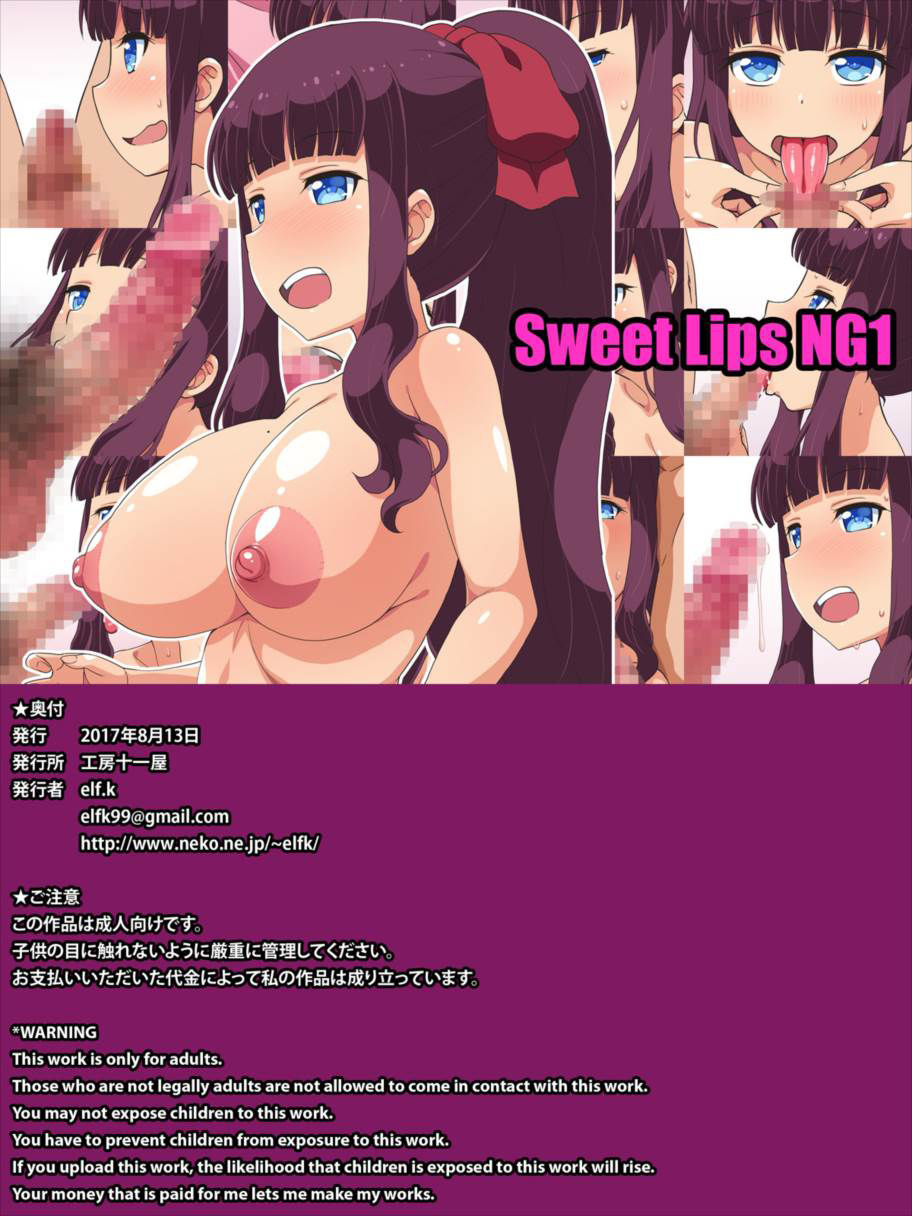 Sweet Lips NG1
★奥付
発行 2017年8月13日
発行所 工房十一屋
発行者 elf.k
elfk99@gmail.com
http://www.neko.ne.jp/~elfk/
★ご注意
この作品は成人向けです。
子供の目に触れないように厳重に管理してください。
お支払いいただいた代金によって私の作品は成り立っています。
*WARNING
This work is only for adults.
Those who are not legally adults are not allowed to come in contact with this work.
You may not expose children to this work.
You have to prevent children from exposure to this work.
If you upload this work, the likelihood that children is exposed to this work will rise.
Your money that is paid for me lets me make my works.